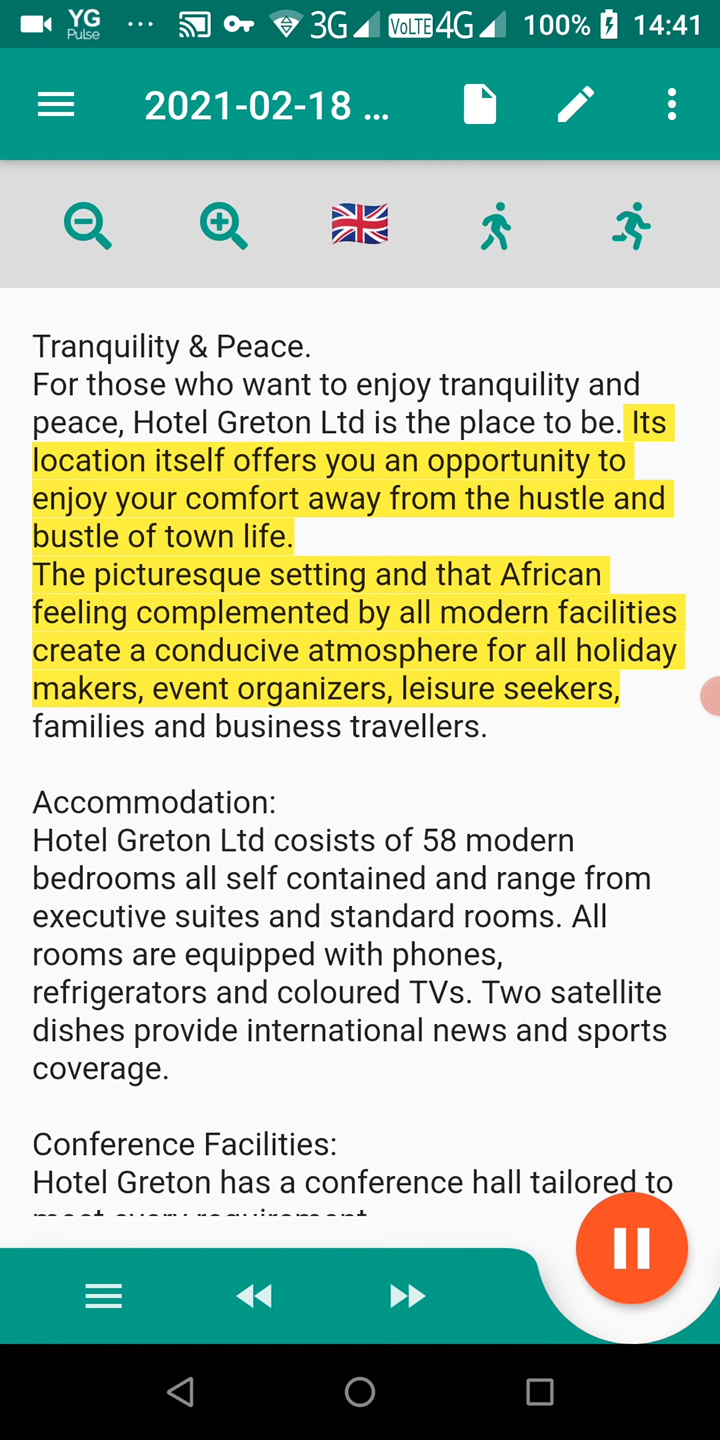 YG
Pulse
3G VoLTE 4G 100% 14:41
2021-02-18 ...
Tranquility & Peace.
For those who want to enjoy tranquility and
peace, Hotel Greton Ltd is the place to be. Its
location itself offers you an opportunity to
enjoy your comfort away from the hustle and
bustle of town life.
The picturesque setting and that African
feeling complemented by all modern facilities
create a conducive atmosphere for all holiday
makers, event organizers, leisure seekers,
families and business travellers.
Accommodation:
Hotel Greton Ltd cosists of 58 modern
bedrooms all self contained and range from
executive suites and standard rooms. All
rooms are equipped with phones,
refrigerators and coloured TVs. Two satellite
dishes provide international news and sports
coverage.
Conference Facilities:
Hotel Greton has a conference hall tailored to
meet every requirement